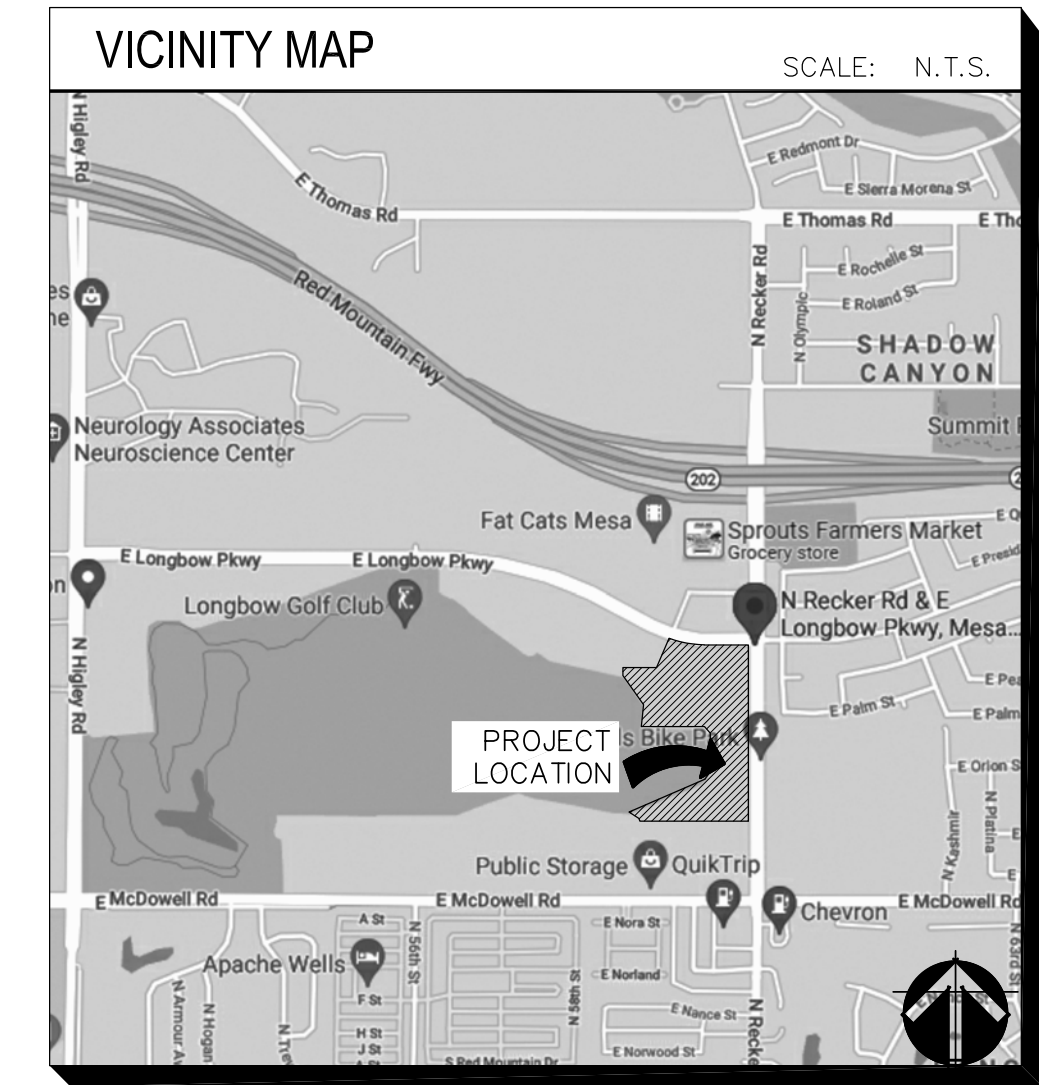 VICINITY MAP
SCALE: N.T.S.
N Higley Rd
E Redmont Dr
E Sierra Morena St
E Thomas Rd
E Thomas Rd
N Recker Rd
E Rochelle St
N Olympic
E Roland St
Red Mountain Fwy
SHADOW
CANYON
Neurology Associates
Neuroscience Center
Summit
202
Fat Cats Mesa
Sprouts Farmers Market
Grocery store
E Longbow Pkwy
E Longbow Pkwy
Longbow Golf Club
N Recker Rd & E
Longbow Pkwy, Mesa...
N Higley Rd
E Palm St
E Palm
PROJECT
LOCATION
Bike Park
E Orion S
N Platina
N Kashmir
Public Storage
QuikTrip
E McDowell Rd
E McDowell Rd
E McDowell Rd
Chevron
A St
N 56th St
E Nora St
Apache Wells
E Norland
N 58th St
F St
N Armour Av
N Hogan
H St
J St
E Nance St
E Norwood St
N Recke
N 63rd St
S Red Mountain Dr